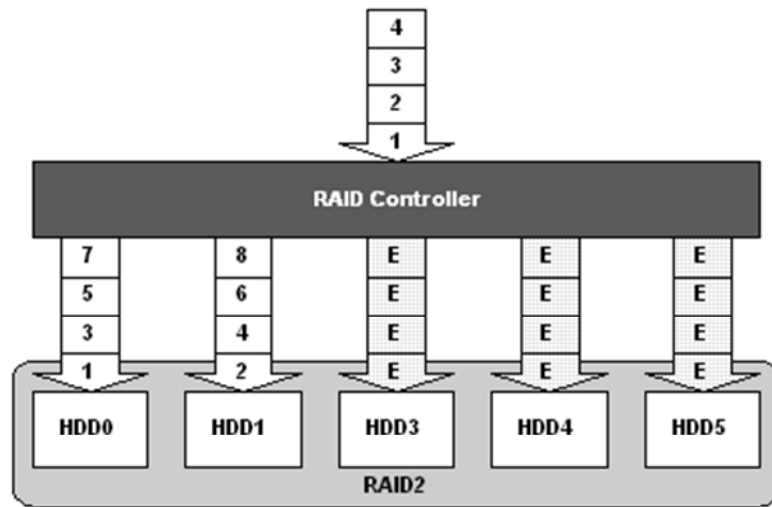 4
3
2
1
RAID Controller
7 8 E E E
5 6 E E E
3 4 E E E
1 2 E E E
HDD0 HDD1 HDD3 HDD4 HDD5
RAID2